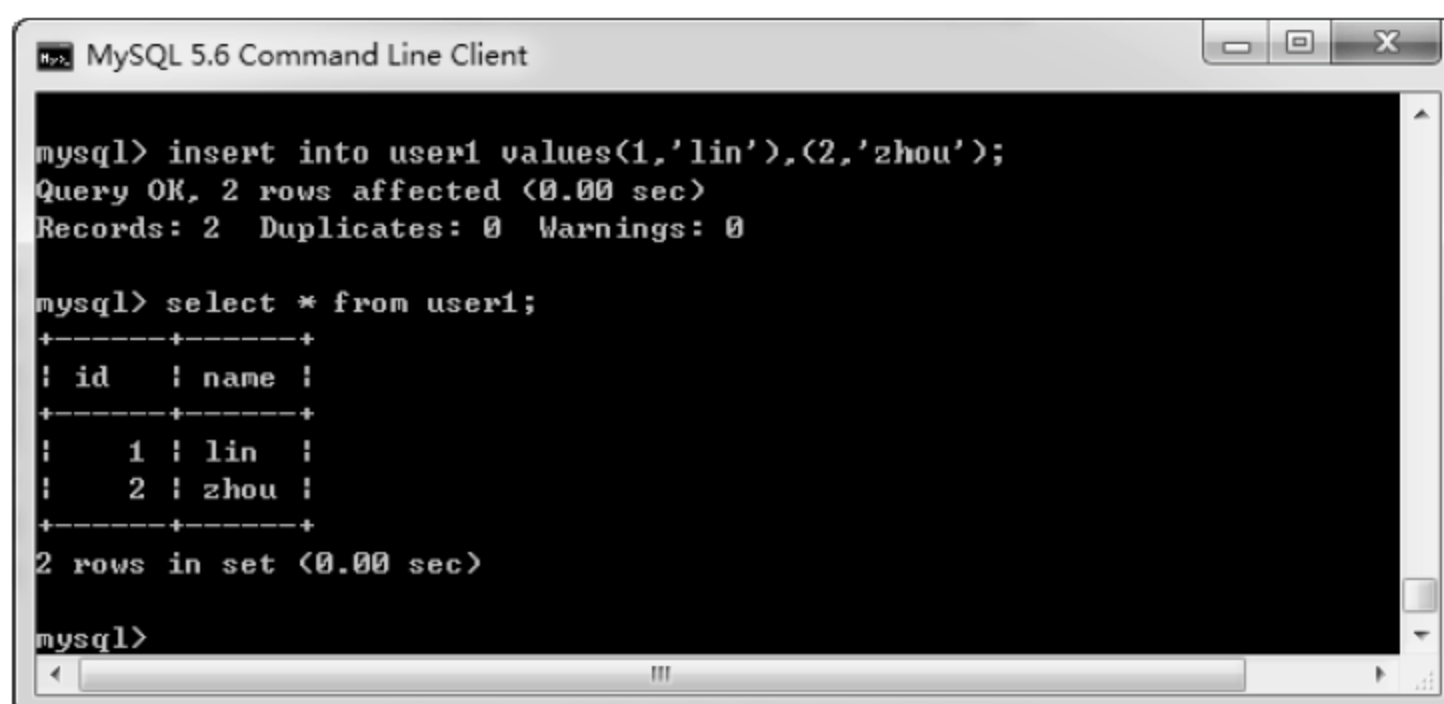 MySQL 5.6 Command Line Client
mysql> insert into user1 values(1,'lin'),(2,'zhou');
Query OK, 2 rows affected (0.00 sec)
Records: 2  Duplicates: 0  Warnings: 0
mysql> select * from user1;
+------+------+
| id   | name |
+------+------+
|    1 | lin  |
|    2 | zhou |
+------+------+
2 rows in set (0.00 sec)
mysql>